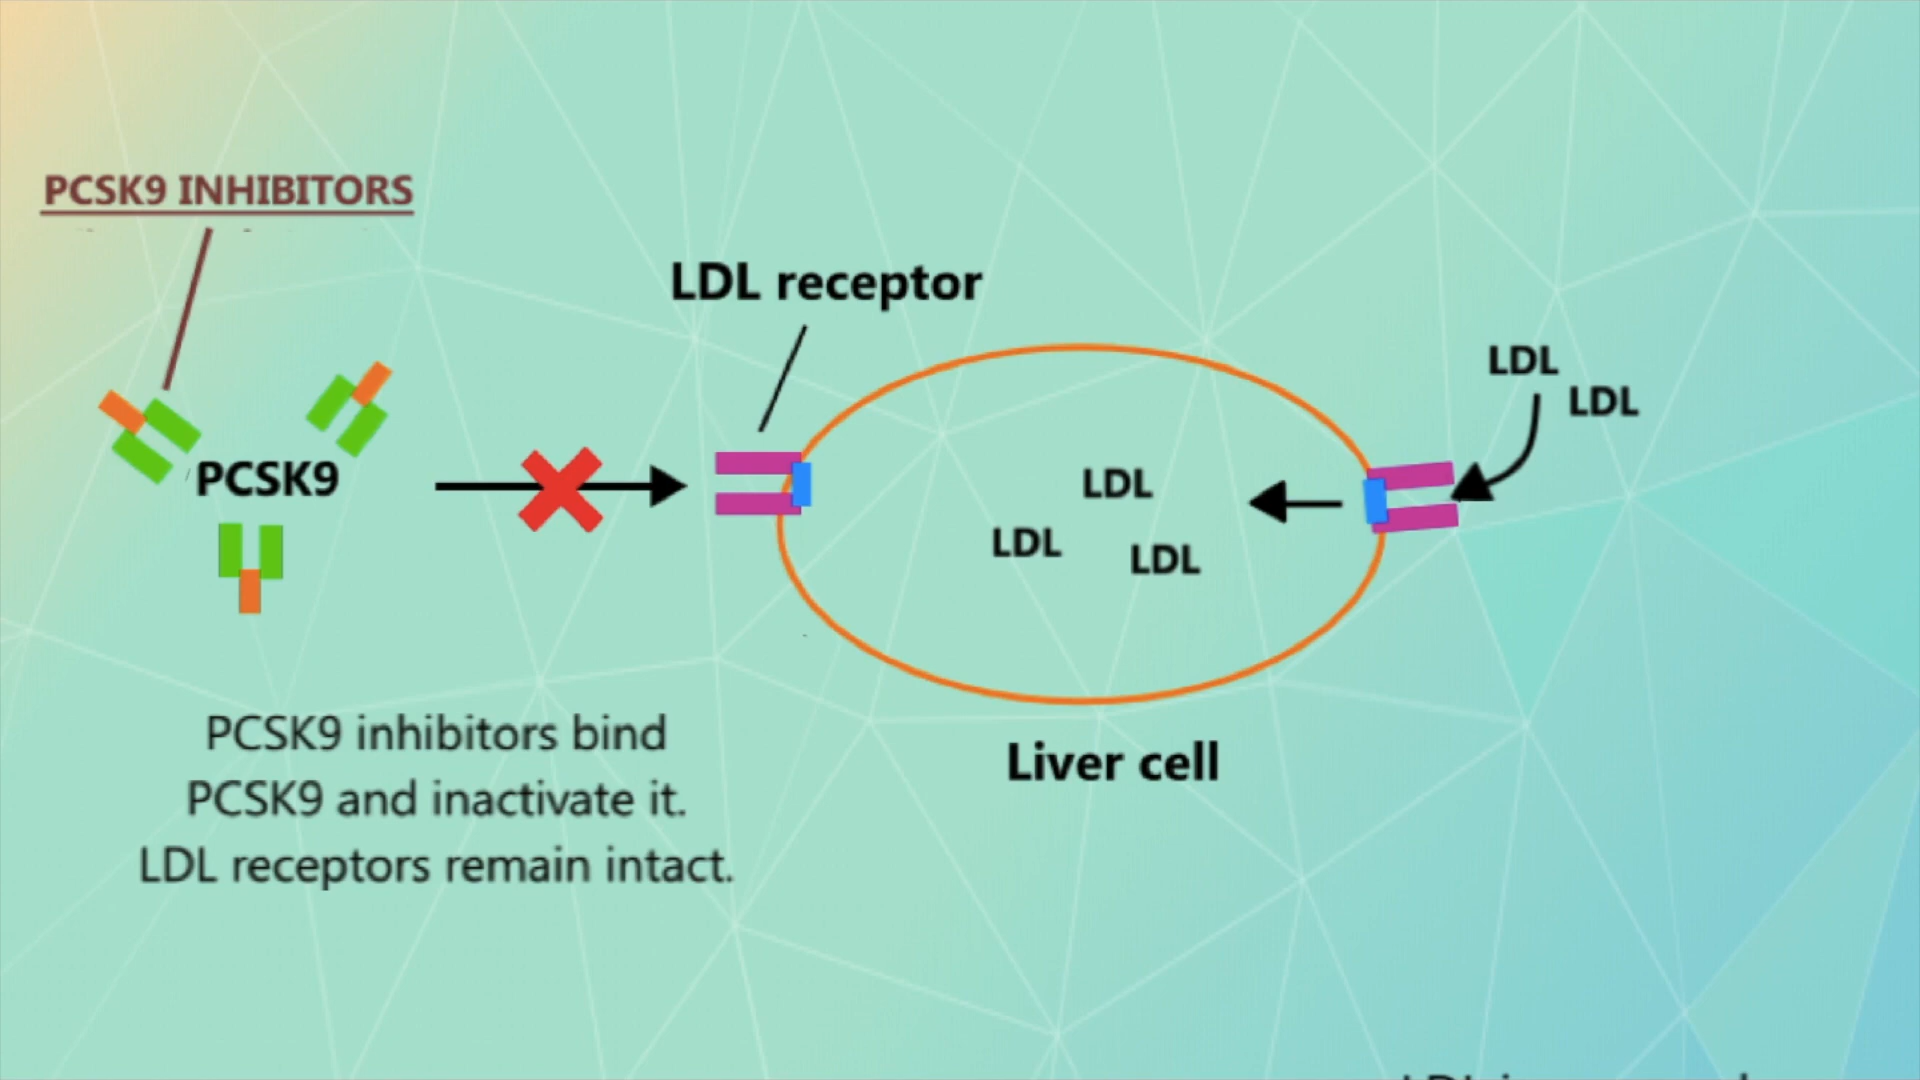 PCSK9 INHIBITORS
LDL receptor
LDL
LDL
PCSK9
LDL
LDL
LDL
PCSK9 inhibitors bind
PCSK9 and inactivate it.
LDL receptors remain intact.
Liver cell